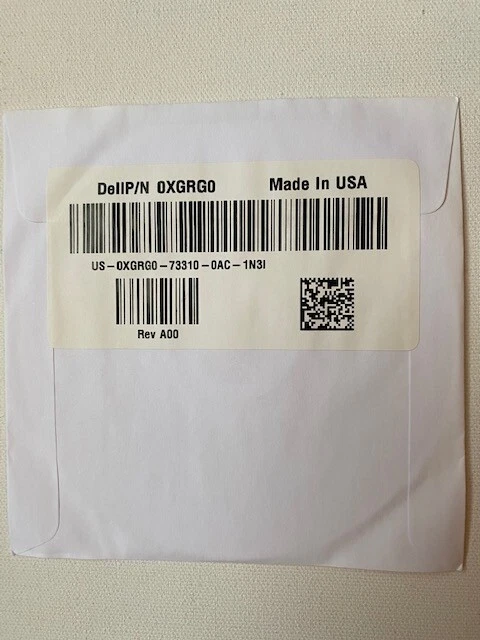 DellP/N 0XGRG0 Made In USA
US-0XGRG0-73310-0AC-1N3I
Rev A00